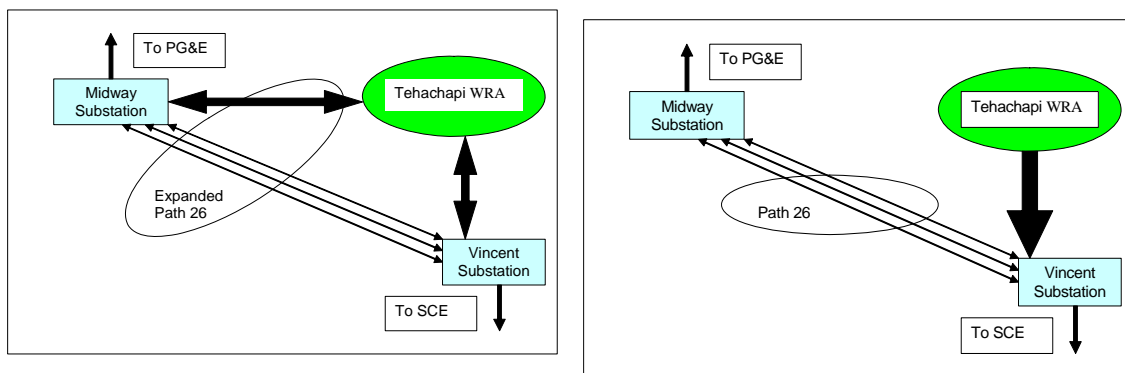 To PG&E
Midway
Substation
Tehachapi WRA
Expanded
Path 26
Vincent
Substation
To SCE
To PG&E
Midway
Substation
Tehachapi WRA
Path 26
Vincent
Substation
To SCE